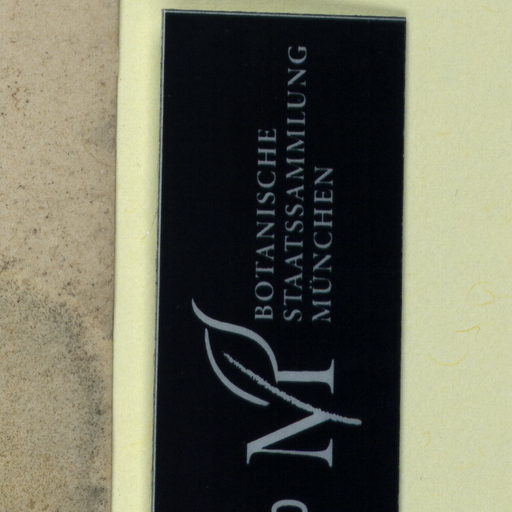 BOTANISCHE
STAATSSAMMLUNG
MÜNCHEN
M